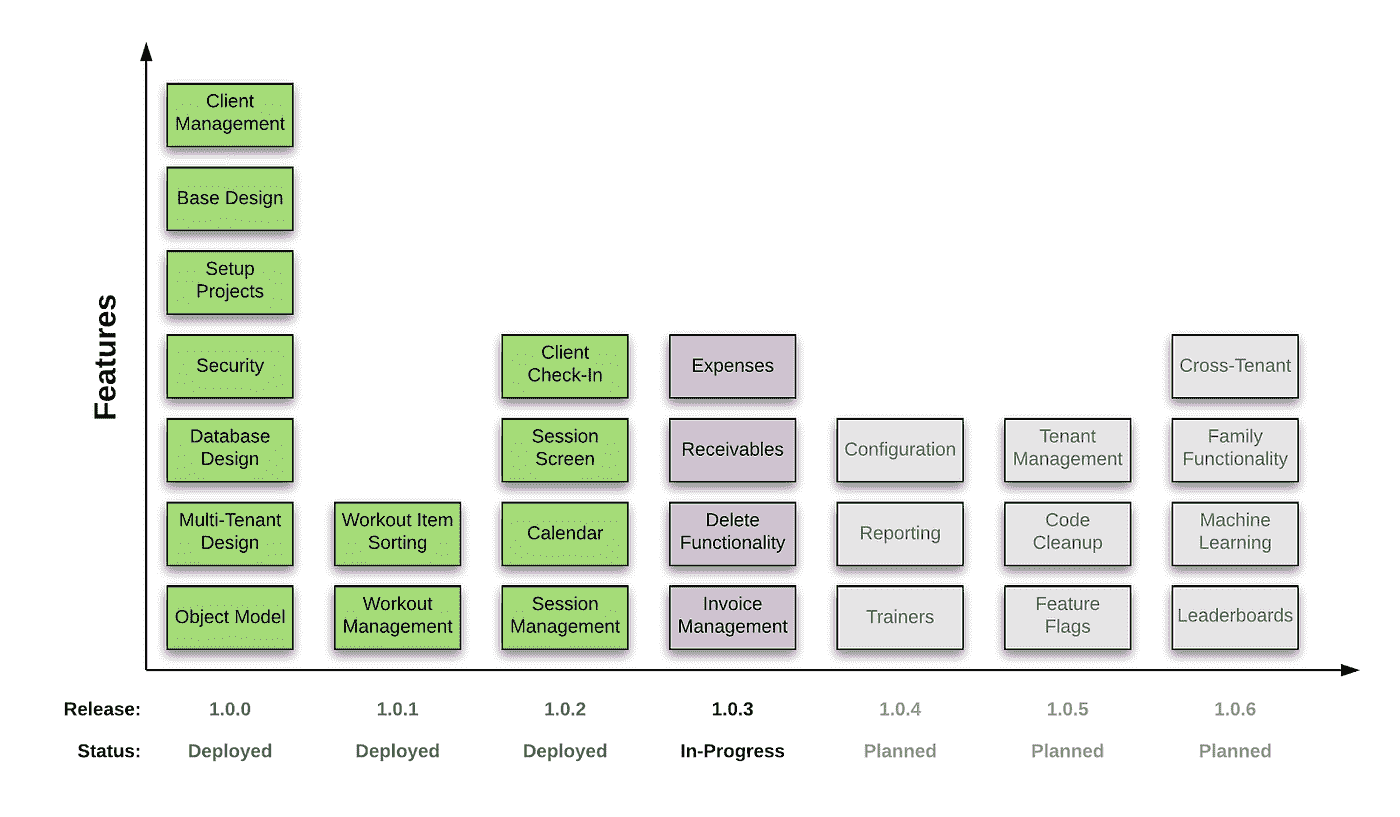 Features
Client
Management
Base Design
Setup
Projects
Security
Database
Design
Multi-Tenant
Design
Object Model
Workout Item
Sorting
Workout
Management
Client
Check-In
Session
Screen
Calendar
Session
Management
Expenses
Receivables
Delete
Functionality
Invoice
Management
Configuration
Reporting
Trainers
Tenant
Management
Code
Cleanup
Feature
Flags
Cross-Tenant
Family
Functionality
Machine
Learning
Leaderboards
Release: 1.0.0 1.0.1 1.0.2 1.0.3 1.0.4 1.0.5 1.0.6
Status: Deployed Deployed Deployed In-Progress Planned Planned Planned